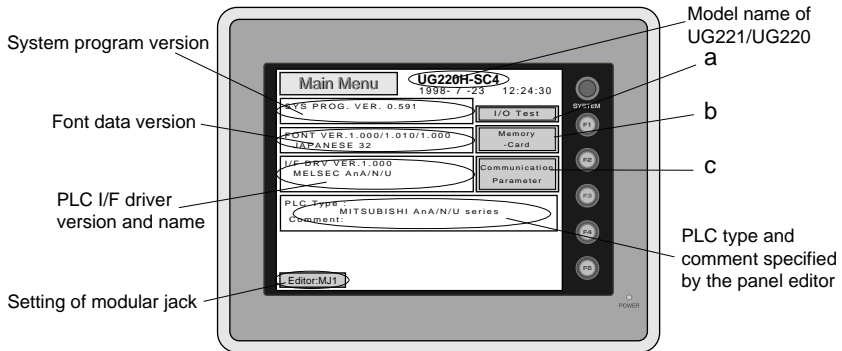 Model name of
UG221/UG220
System program version
a
Main Menu
UG220H-SC4
1998- 7 -23 12:24:30
SYSTEM
SYS PROG. VER. 0.591
I/O Test
b
F1
Font data version
FONT VER.1.000/1.010/1.000
IAPANESE 32
Memory
-Card
F2
c
I/F DRV VER.1.000
MELSEC AnA/N/U
Communication
Parameter
PLC I/F driver
version and name
F3
PLC Type :
MITSUBISHI AnA/N/U series
Comment:
F4
PLC type and
comment specified
by the panel editor
F5
Editor:MJ1
Setting of modular jack
POWER